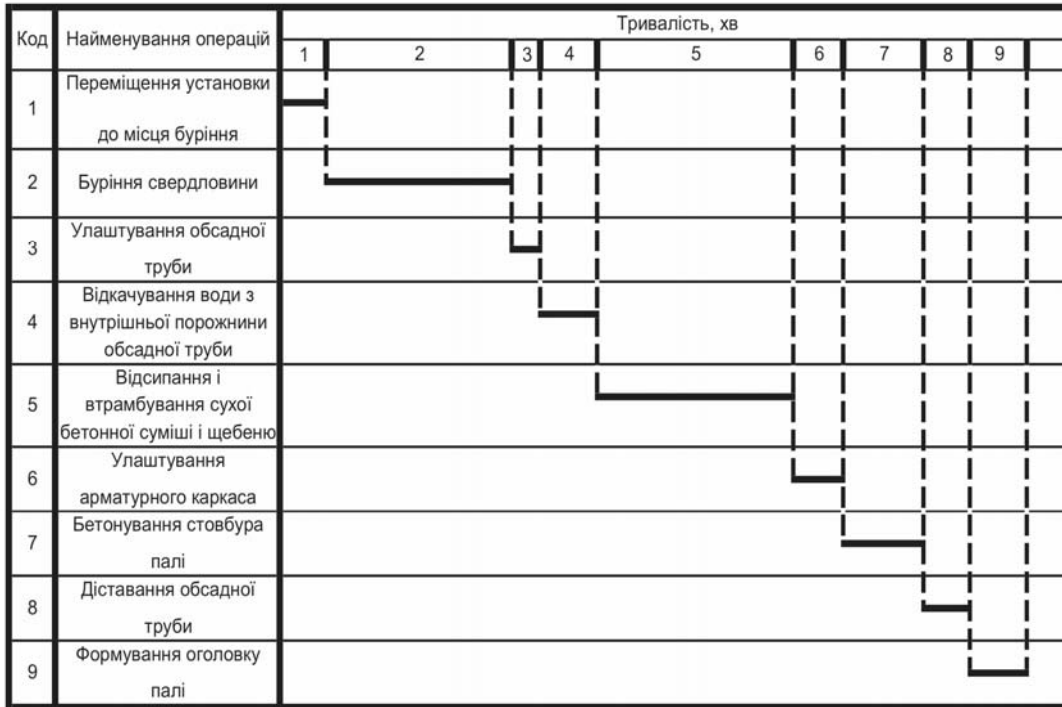 Код
Найменування операцій
Тривалість, хв
1 2 3 4 5 6 7 8 9
1
Переміщення установки
до місця буріння
2
Буріння свердловини
3
Улаштування обсадної
труби
4
Відкачування води з
внутрішньої порожнини
обсадної труби
5
Відсипання і
втрамбування сухої
бетонної суміші і щебеню
6
Улаштування
арматурного каркаса
7
Бетонування стовбура
палі
8
Діставання обсадної
труби
9
Формування оголовку
палі